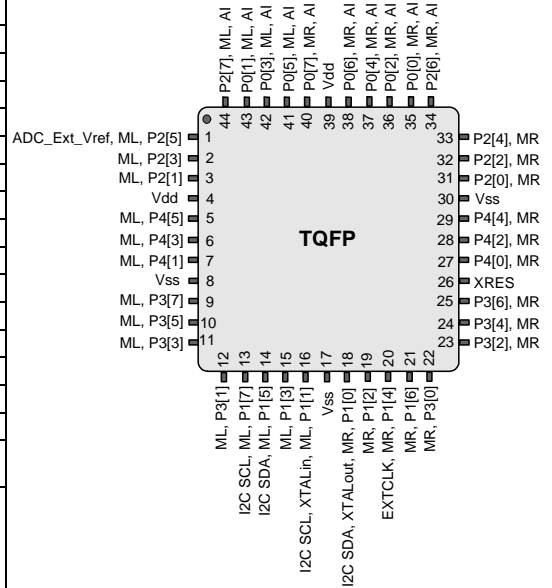 P2[7], ML, AI
P0[1], ML, AI
P0[3], ML, AI
P0[5], ML, AI
P0[7], MR, AI
Vdd
P0[6], MR, AI
P0[4], MR, AI
P0[2], MR, AI
P0[0], MR, AI
P2[6], MR, AI
44
43
42
41
40
39
38
37
36
35
34
ADC_Ext_Vref, ML, P2[5] 1
ML, P2[3] 2
ML, P2[1] 3
Vdd 4
ML, P4[5] 5
ML, P4[3] 6
ML, P4[1] 7
Vss 8
ML, P3[7] 9
ML, P3[5] 10
ML, P3[3] 11
TQFP
33 P2[4], MR
32 P2[2], MR
31 P2[0], MR
30 Vss
29 P4[4], MR
28 P4[2], MR
27 P4[0], MR
26 XRES
25 P3[6], MR
24 P3[4], MR
23 P3[2], MR
12
13
14
15
16
17
18
19
20
21
22
ML, P3[1]
I2C SCL, ML, P1[7]
I2C SDA, ML, P1[5]
ML, P1[3]
I2C SCL, XTALin, ML, P1[1]
Vss
I2C SDA, XTALout, MR, P1[0]
MR, P1[2]
EXTCLK, MR, P1[4]
MR, P1[6]
MR, P3[0]